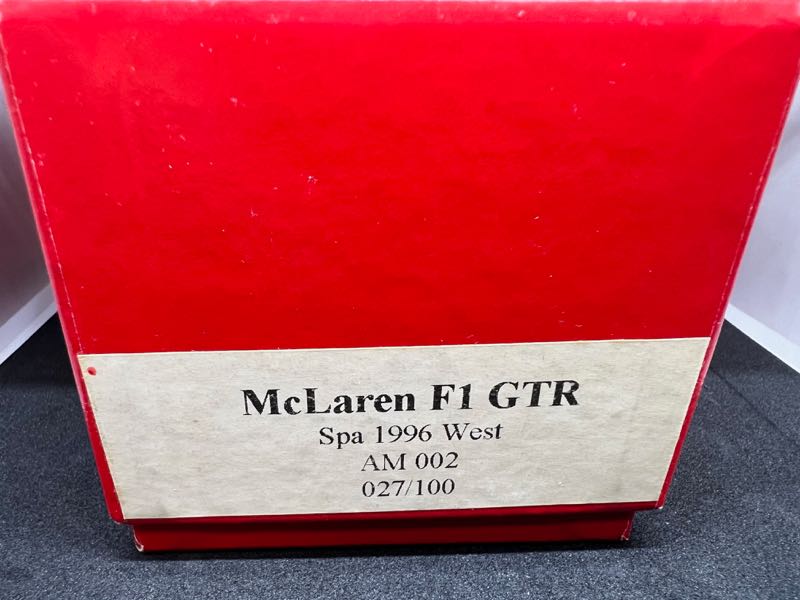 McLaren F1 GTR
Spa 1996 West
AM 002
027/100